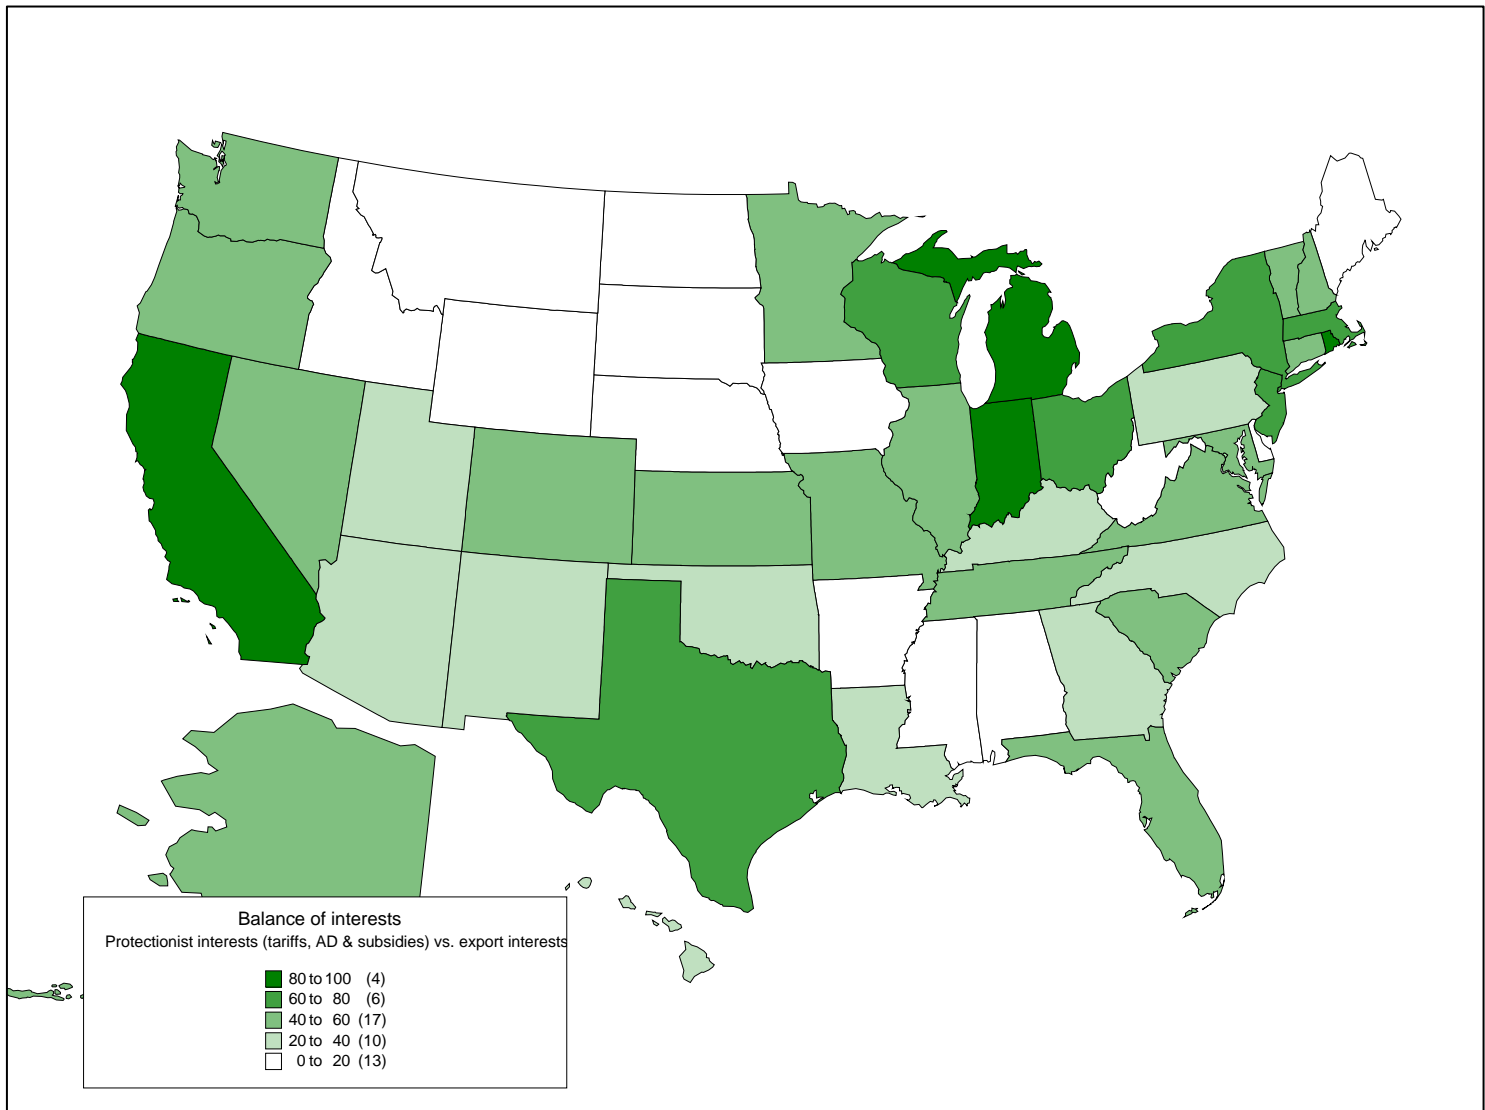 Balance of interests
Protectionist interests (tariffs, AD & subsidies) vs. export interests
80 to 100 (4)
60 to 80 (6)
40 to 60 (17)
20 to 40 (10)
0 to 20 (13)